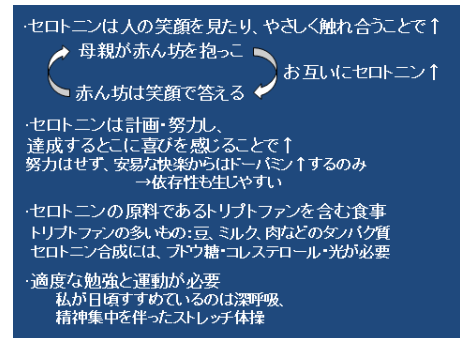 ･セロトニンは人の笑顔を見たり、やさしく触れ合うことで↑
母親が赤ん坊を抱っこ
お互いにセロトニン↑
赤ん坊は笑顔で答える
･セロトニンは計画・努力し、
達成するとこに喜びを感じることで↑
努力はせず、安易な快楽からはドーパミン↑するのみ
→依存性も生じやすい
･セロトニンの原料であるトリプトファンを含む食事
トリプトファンの多いもの：豆、ミルク、肉などのタンパク質
セロトニン合成には、ブドウ糖・コレステロール・光が必要
･適度な勉強と運動が必要
私が日頃すすめているのは深呼吸、
精神集中を伴ったストレッチ体操